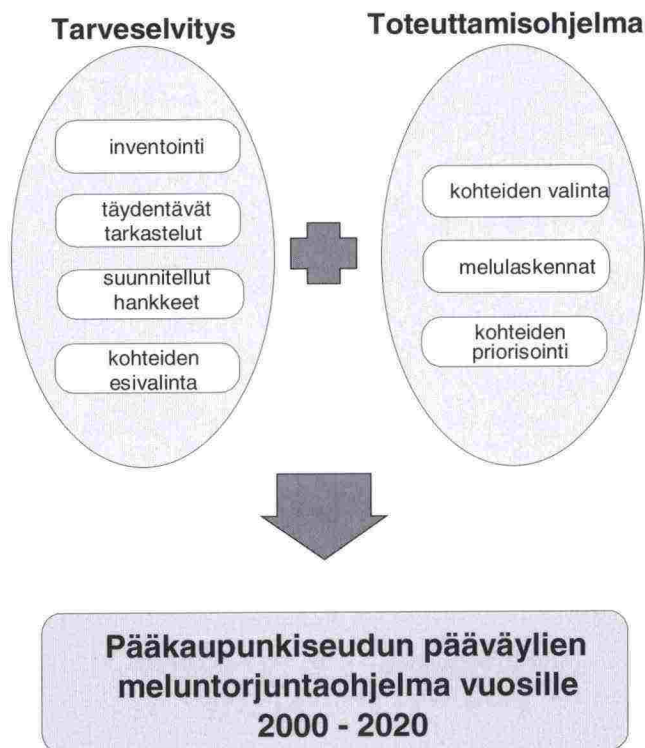 Tarveselvitys
Toteuttamisohjelma
inventointi
täydentävät
tarkastelut
suunnitellut
hankkeet
kohteiden
esivalinta
kohteiden valinta
melulaskennat
kohteiden
priorisointi
Pääkaupunkiseudun pääväylien
meluntorjuntaohjelma vuosille
2000 - 2020